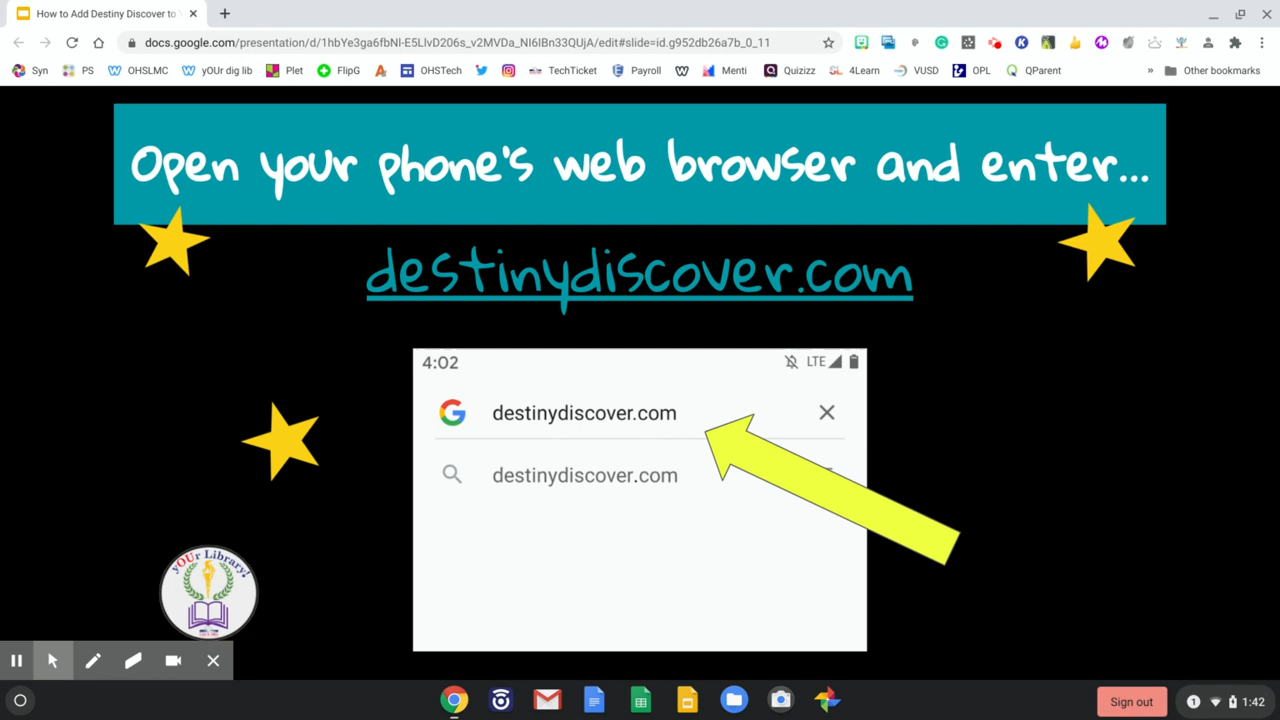 How to Add Destiny Discover to Y
docs.google.com/presentation/d/1hbYe3ga6fbNI-E5LlvD206s_v2MVDa_NI6IBn33QUjA/edit#slide=id.g952db26a7b_0_11
Syn PS OHSLMC yOUr dig lib Plet FlipG OHSTech TechTicket Payroll Menti Quizizz 4Learn VUSD OPL QParent » Other bookmarks
Open your phone's web browser and enter...
destinydiscover.com
4:02 LTE
destinydiscover.com
destinydiscover.com
yOUr Library!
Sign out 1 1:42